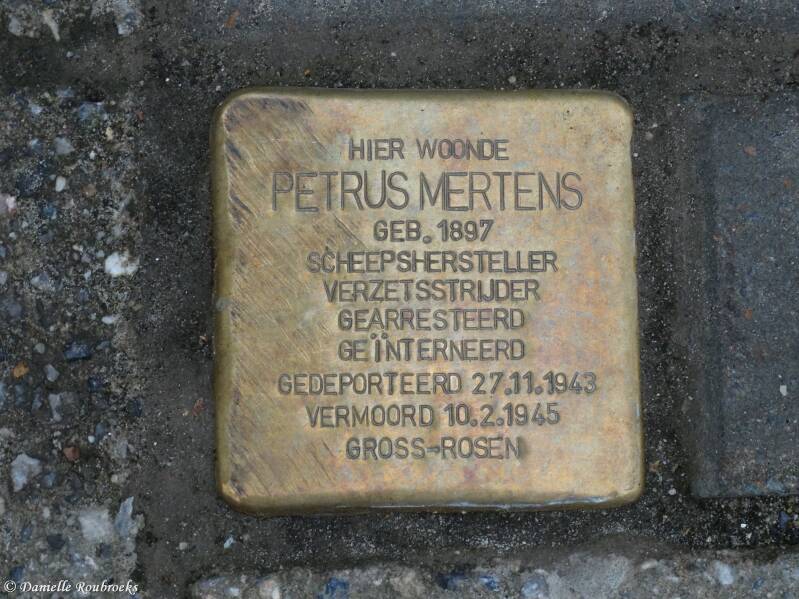 HIER WOONDE
PETRUS MERTENS
GEB. 1897
SCHEEPSHERSTELLER
VERZETSSTRIJDER
GEARRESTEERD
GEÏNTERNEERD
GEDEPORTEERD 27.11.1943
VERMOORD 10.2.1945
GROSS-ROSEN
© Danielle Roubroeks